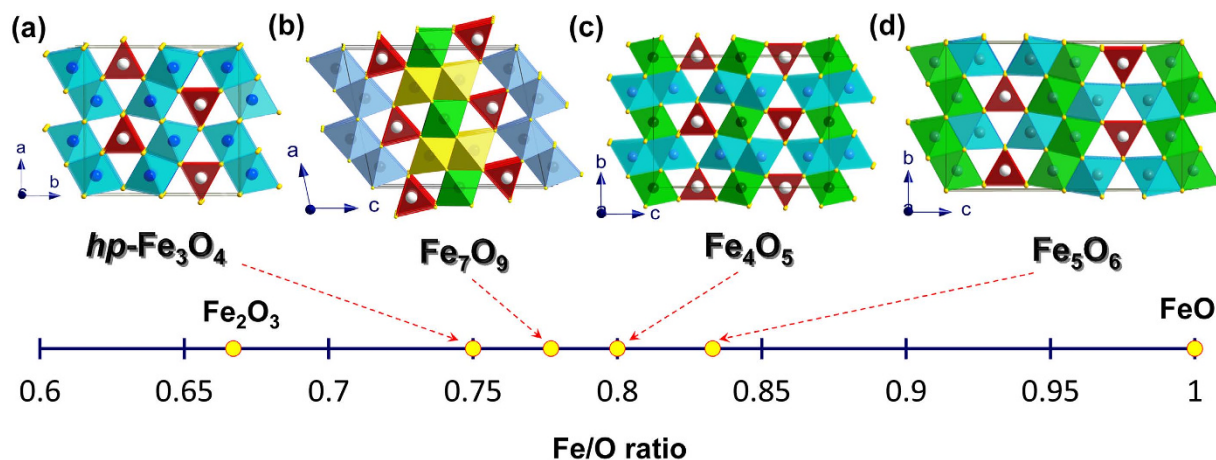 (a) (b) (c) (d)
a b
a c
b c
b c
hp-Fe₃O₄ Fe₇O₉ Fe₄O₅ Fe₅O₆
Fe₂O₃ FeO
0.6 0.65 0.7 0.75 0.8 0.85 0.9 0.95 1
Fe/O ratio